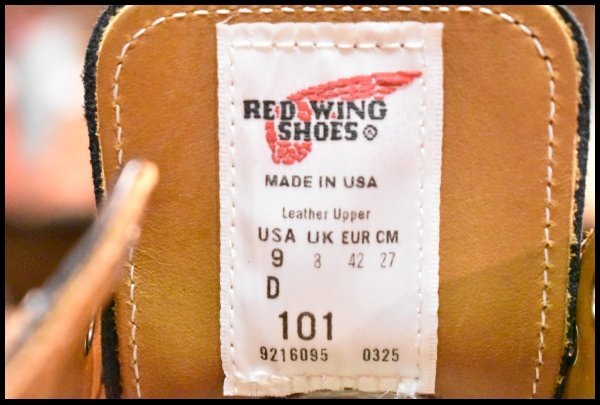 RED WING
SHOES®
MADE IN USA
Leather Upper
USA UK EUR CM
9 8 42 27
D
101
9216095 0325